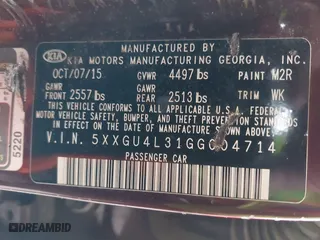 KIA KIA MOTORS MANUFACTURING GEORGIA, INC.
OCT/07/15 GVWR 4497 lbs PAINT M2R
GAWR FRONT 2557 lbs GAWR REAR 2513 lbs TRIM WK
THIS VEHICLE CONFORMS TO ALL APPLICABLE
FEDERAL MOTOR VEHICLE SAFETY, BUMPER, AND
THEFT PREVENTION STANDARDS IN EFFECT ON THE
DATE OF MANUFACTURE SHOWN ABOVE.
V.I.N. 
PASSENGER CAR
5220
DREAMBID